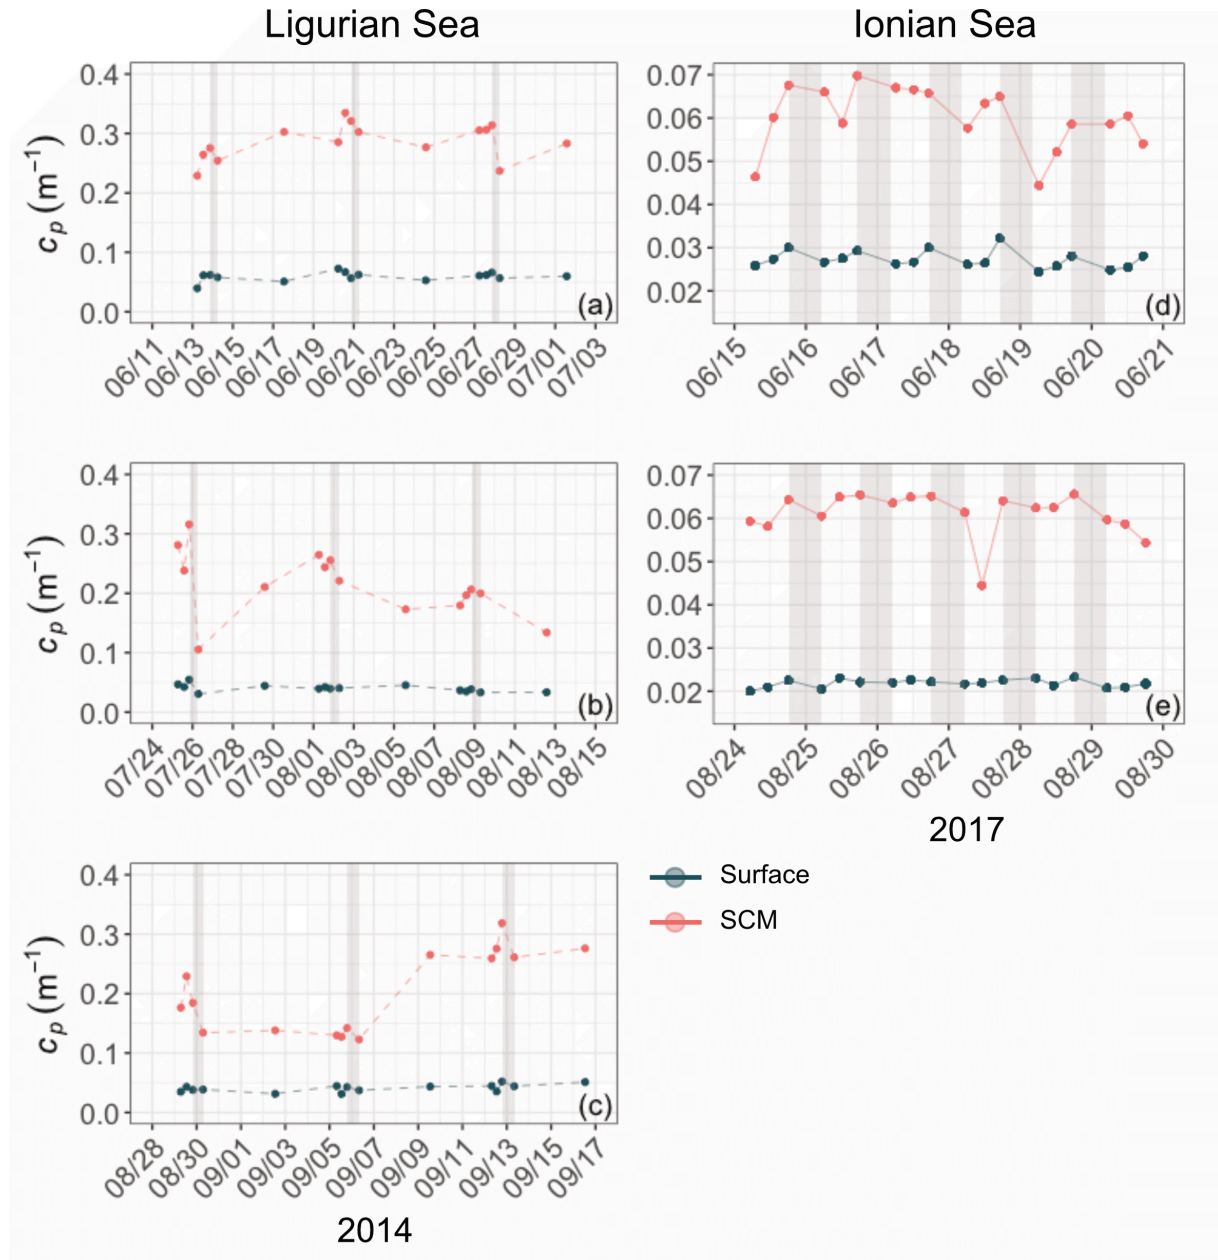 Ligurian Sea
Ionian Sea
0.4
0.3
0.2
0.1
0.0
c_p (m⁻¹)
(a)
06/11 06/13 06/15 06/17 06/19 06/21 06/23 06/25 06/27 06/29 07/01 07/03
0.07
0.06
0.05
0.04
0.03
0.02
(d)
06/15 06/16 06/17 06/18 06/19 06/20 06/21
0.4
0.3
0.2
0.1
0.0
c_p (m⁻¹)
(b)
07/24 07/26 07/28 07/30 08/01 08/03 08/05 08/07 08/09 08/11 08/13 08/15
0.07
0.06
0.05
0.04
0.03
0.02
(e)
08/24 08/25 08/26 08/27 08/28 08/29 08/30
2017
Surface
SCM
0.4
0.3
0.2
0.1
0.0
c_p (m⁻¹)
(c)
08/28 08/30 09/01 09/03 09/05 09/07 09/09 09/11 09/13 09/15 09/17
2014